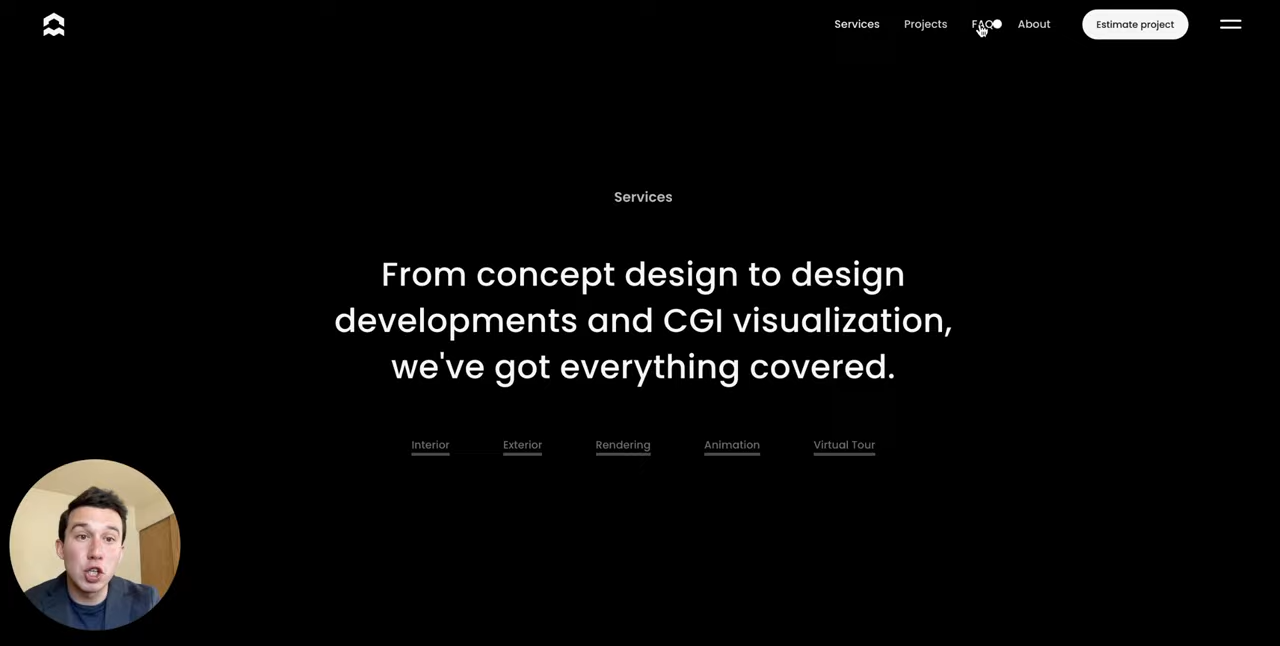 Services Projects FAQ About Estimate project
Services
From concept design to design
developments and CGI visualization,
we've got everything covered.
Interior Exterior Rendering Animation Virtual Tour